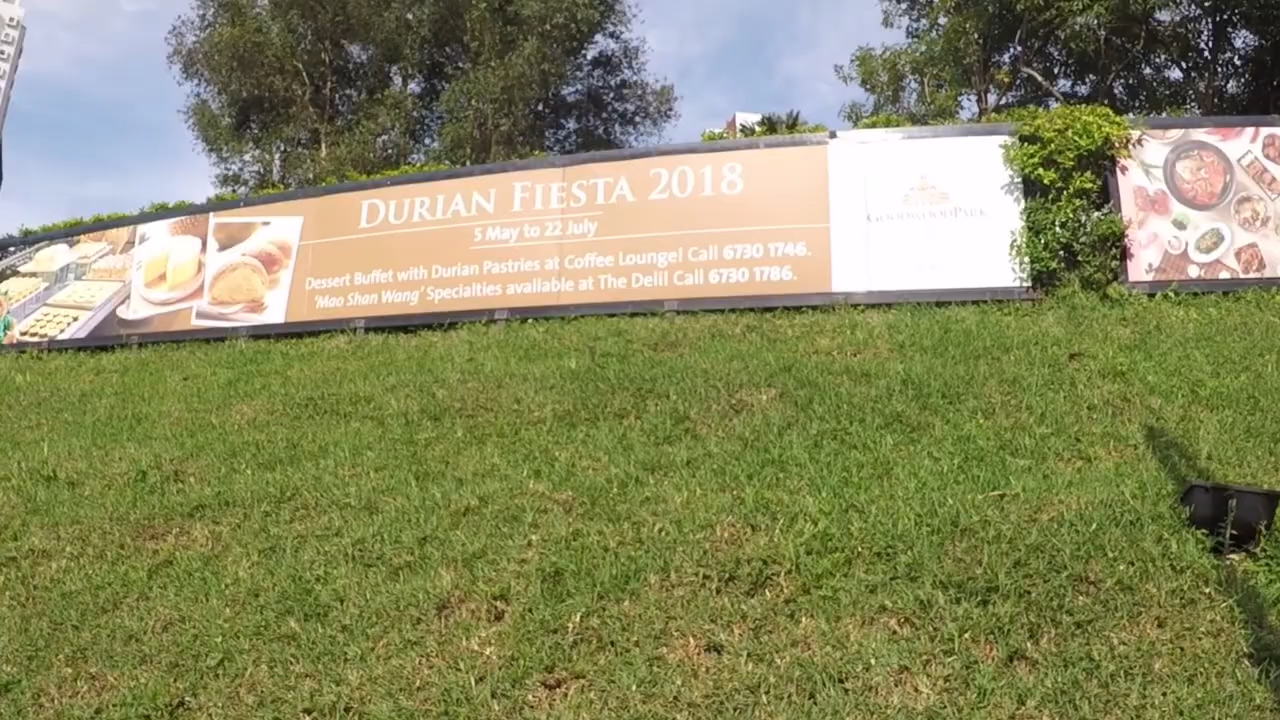 DURIAN FIESTA 2018
5 May to 22 July
Dessert Buffet with Durian Pastries at Coffee Lounge! Call 6730 1746.
'Mao Shan Wang' Specialties available at The Deli! Call 6730 1786.
GOODWOOD PARK